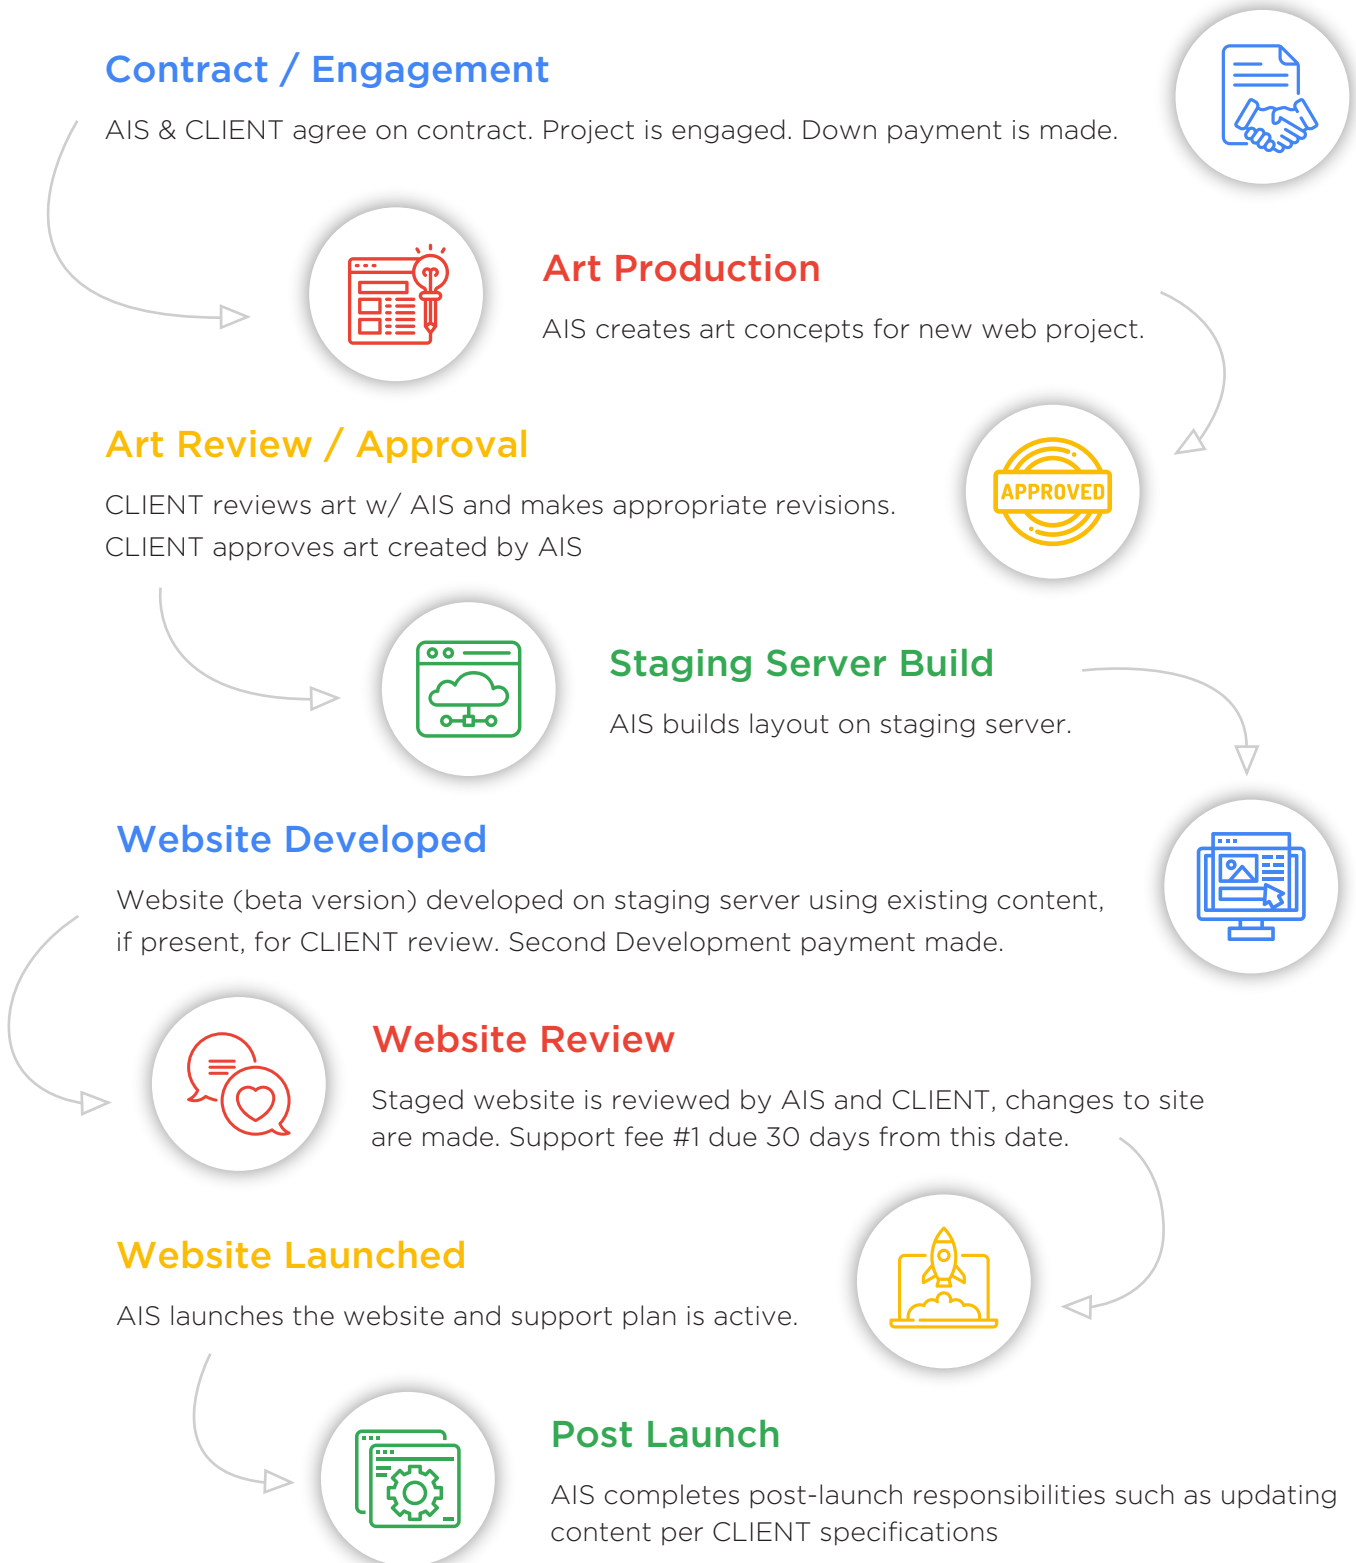 Contract / Engagement
AIS & CLIENT agree on contract. Project is engaged. Down payment is made.
Art Production
AIS creates art concepts for new web project.
Art Review / Approval
CLIENT reviews art w/ AIS and makes appropriate revisions.
CLIENT approves art created by AIS
APPROVED
Staging Server Build
AIS builds layout on staging server.
Website Developed
Website (beta version) developed on staging server using existing content,
if present, for CLIENT review. Second Development payment made.
Website Review
Staged website is reviewed by AIS and CLIENT, changes to site
are made. Support fee #1 due 30 days from this date.
Website Launched
AIS launches the website and support plan is active.
Post Launch
AIS completes post-launch responsibilities such as updating
content per CLIENT specifications